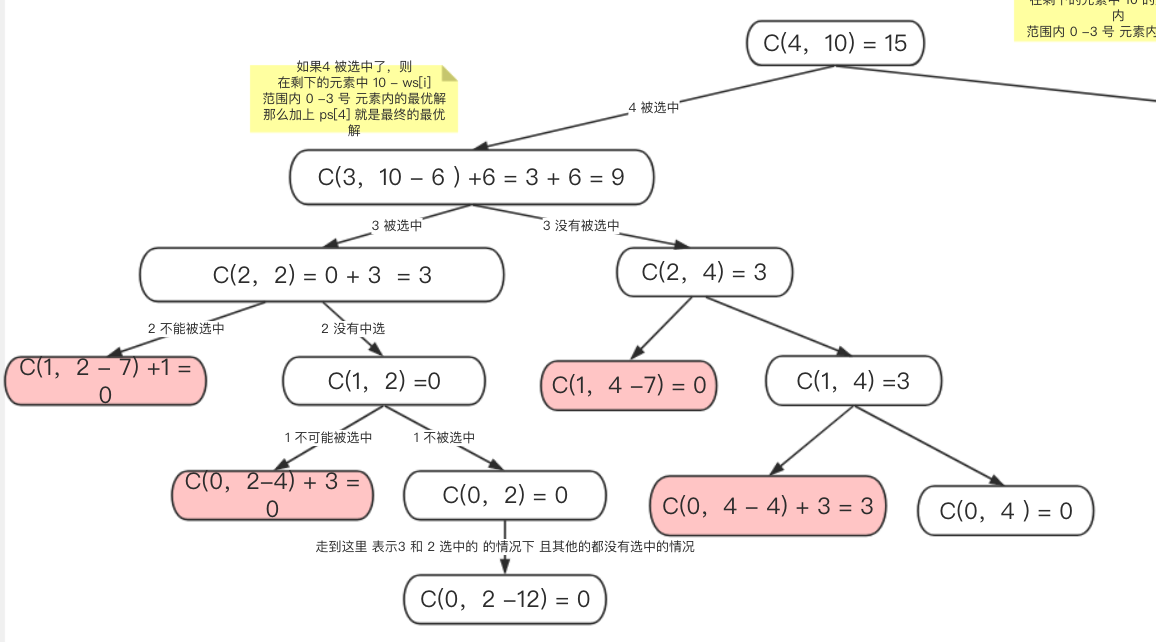 在剩下的元素中 10 的
内
范围内 0 –3 号 元素内
C(4,  10) = 15
如果4 被选中了，则
在剩下的元素中 10 – ws[i]
范围内 0 –3 号 元素内的最优解
那么加上 ps[4] 就是最终的最优
解
4 被选中
C(3,  10 – 6 ) +6 = 3 + 6 = 9
3 被选中
3 没有被选中
C(2,  2) = 0 + 3  = 3
C(2,  4) = 3
2 不能被选中
2 没有中选
C(1,  2 – 7) +1 =
0
C(1,  2) =0
C(1,  4 –7) = 0
C(1,  4) =3
1 不可能被选中
1 不被选中
C(0,  2–4) + 3 =
0
C(0,  2) = 0
C(0,  4 – 4) + 3 = 3
C(0,  4 ) = 0
走到这里 表示3 和 2 选中的 的情况下 且其他的都没有选中的情况
C(0,  2 –12) = 0